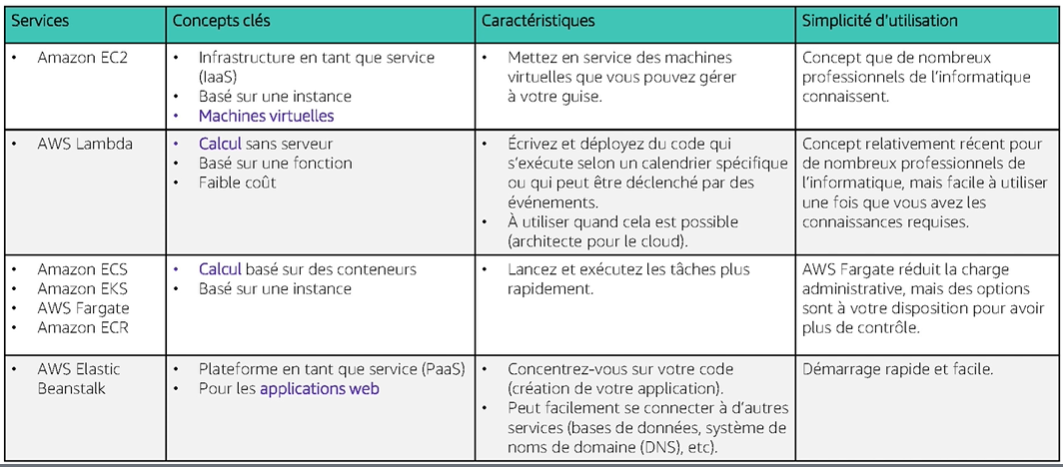 Services
Concepts clés
Caractéristiques
Simplicité d'utilisation
• Amazon EC2
• Infrastructure en tant que service
(IaaS)
• Basé sur une instance
• Machines virtuelles
• Mettez en service des machines
virtuelles que vous pouvez gérer
à votre guise.
Concept que de nombreux
professionnels de l'informatique
connaissent.
• AWS Lambda
• Calcul sans serveur
• Basé sur une fonction
• Faible coût
• Écrivez et déployez du code qui
s'exécute selon un calendrier spécifique
ou qui peut être déclenché par des
événements.
• À utiliser quand cela est possible
(architecte pour le cloud).
Concept relativement récent pour
de nombreux professionnels de
l'informatique, mais facile à utiliser
une fois que vous avez les
connaissances requises.
• Amazon ECS
• Amazon EKS
• AWS Fargate
• Amazon ECR
• Calcul basé sur des conteneurs
• Basé sur une instance
• Lancez et exécutez les tâches plus
rapidement.
AWS Fargate réduit la charge
administrative, mais des options
sont à votre disposition pour avoir
plus de contrôle.
• AWS Elastic
Beanstalk
• Plateforme en tant que service (PaaS)
• Pour les applications web
• Concentrez-vous sur votre code
(création de votre application).
• Peut facilement se connecter à d'autres
services (bases de données, système de
noms de domaine (DNS), etc).
Démarrage rapide et facile.